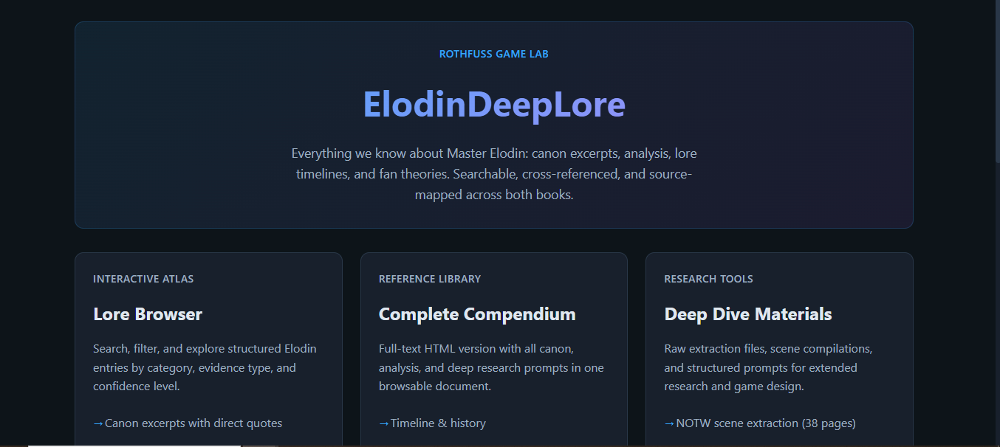 ROTHFUSS GAME LAB
ElodinDeepLore
Everything we know about Master Elodin: canon excerpts, analysis, lore
timelines, and fan theories. Searchable, cross-referenced, and source-
mapped across both books.
INTERACTIVE ATLAS
Lore Browser
Search, filter, and explore structured Elodin
entries by category, evidence type, and
confidence level.
→Canon excerpts with direct quotes
REFERENCE LIBRARY
Complete Compendium
Full-text HTML version with all canon,
analysis, and deep research prompts in one
browsable document.
→Timeline & history
RESEARCH TOOLS
Deep Dive Materials
Raw extraction files, scene compilations,
and structured prompts for extended
research and game design.
→NOTW scene extraction (38 pages)